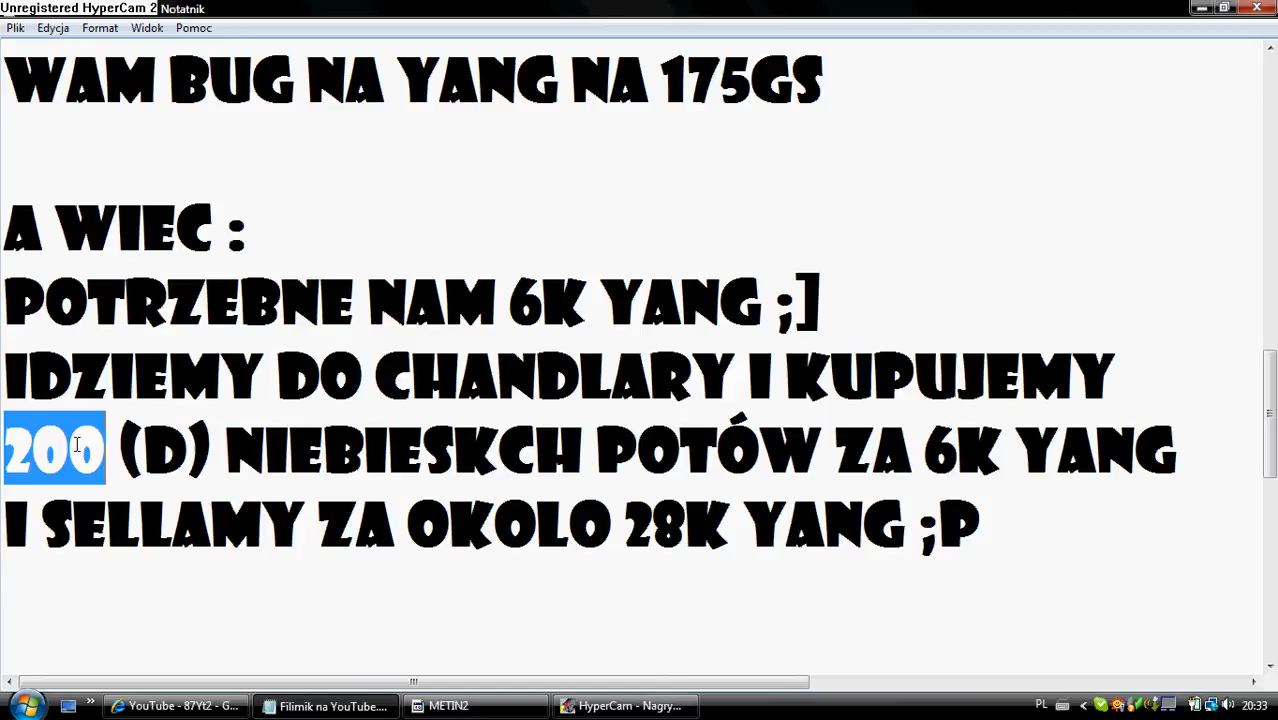 Unregistered HyperCam 2 Notatnik
Plik Edycja Format Widok Pomoc
WAM BUG NA YANG NA 175GS
A WIEC :
POTRZEBNE NAM 6K YANG ;]
IDZIEMY DO CHANDLARY I KUPUJEMY
200 (D) NIEBIESKCH POTÓW ZA 6K YANG
I SELLAMY ZA OKOLO 28K YANG ;P
YouTube - 87Yt2 - G... Filimik na YouTube.... METIN2 HyperCam - Nagry... PL 20:33